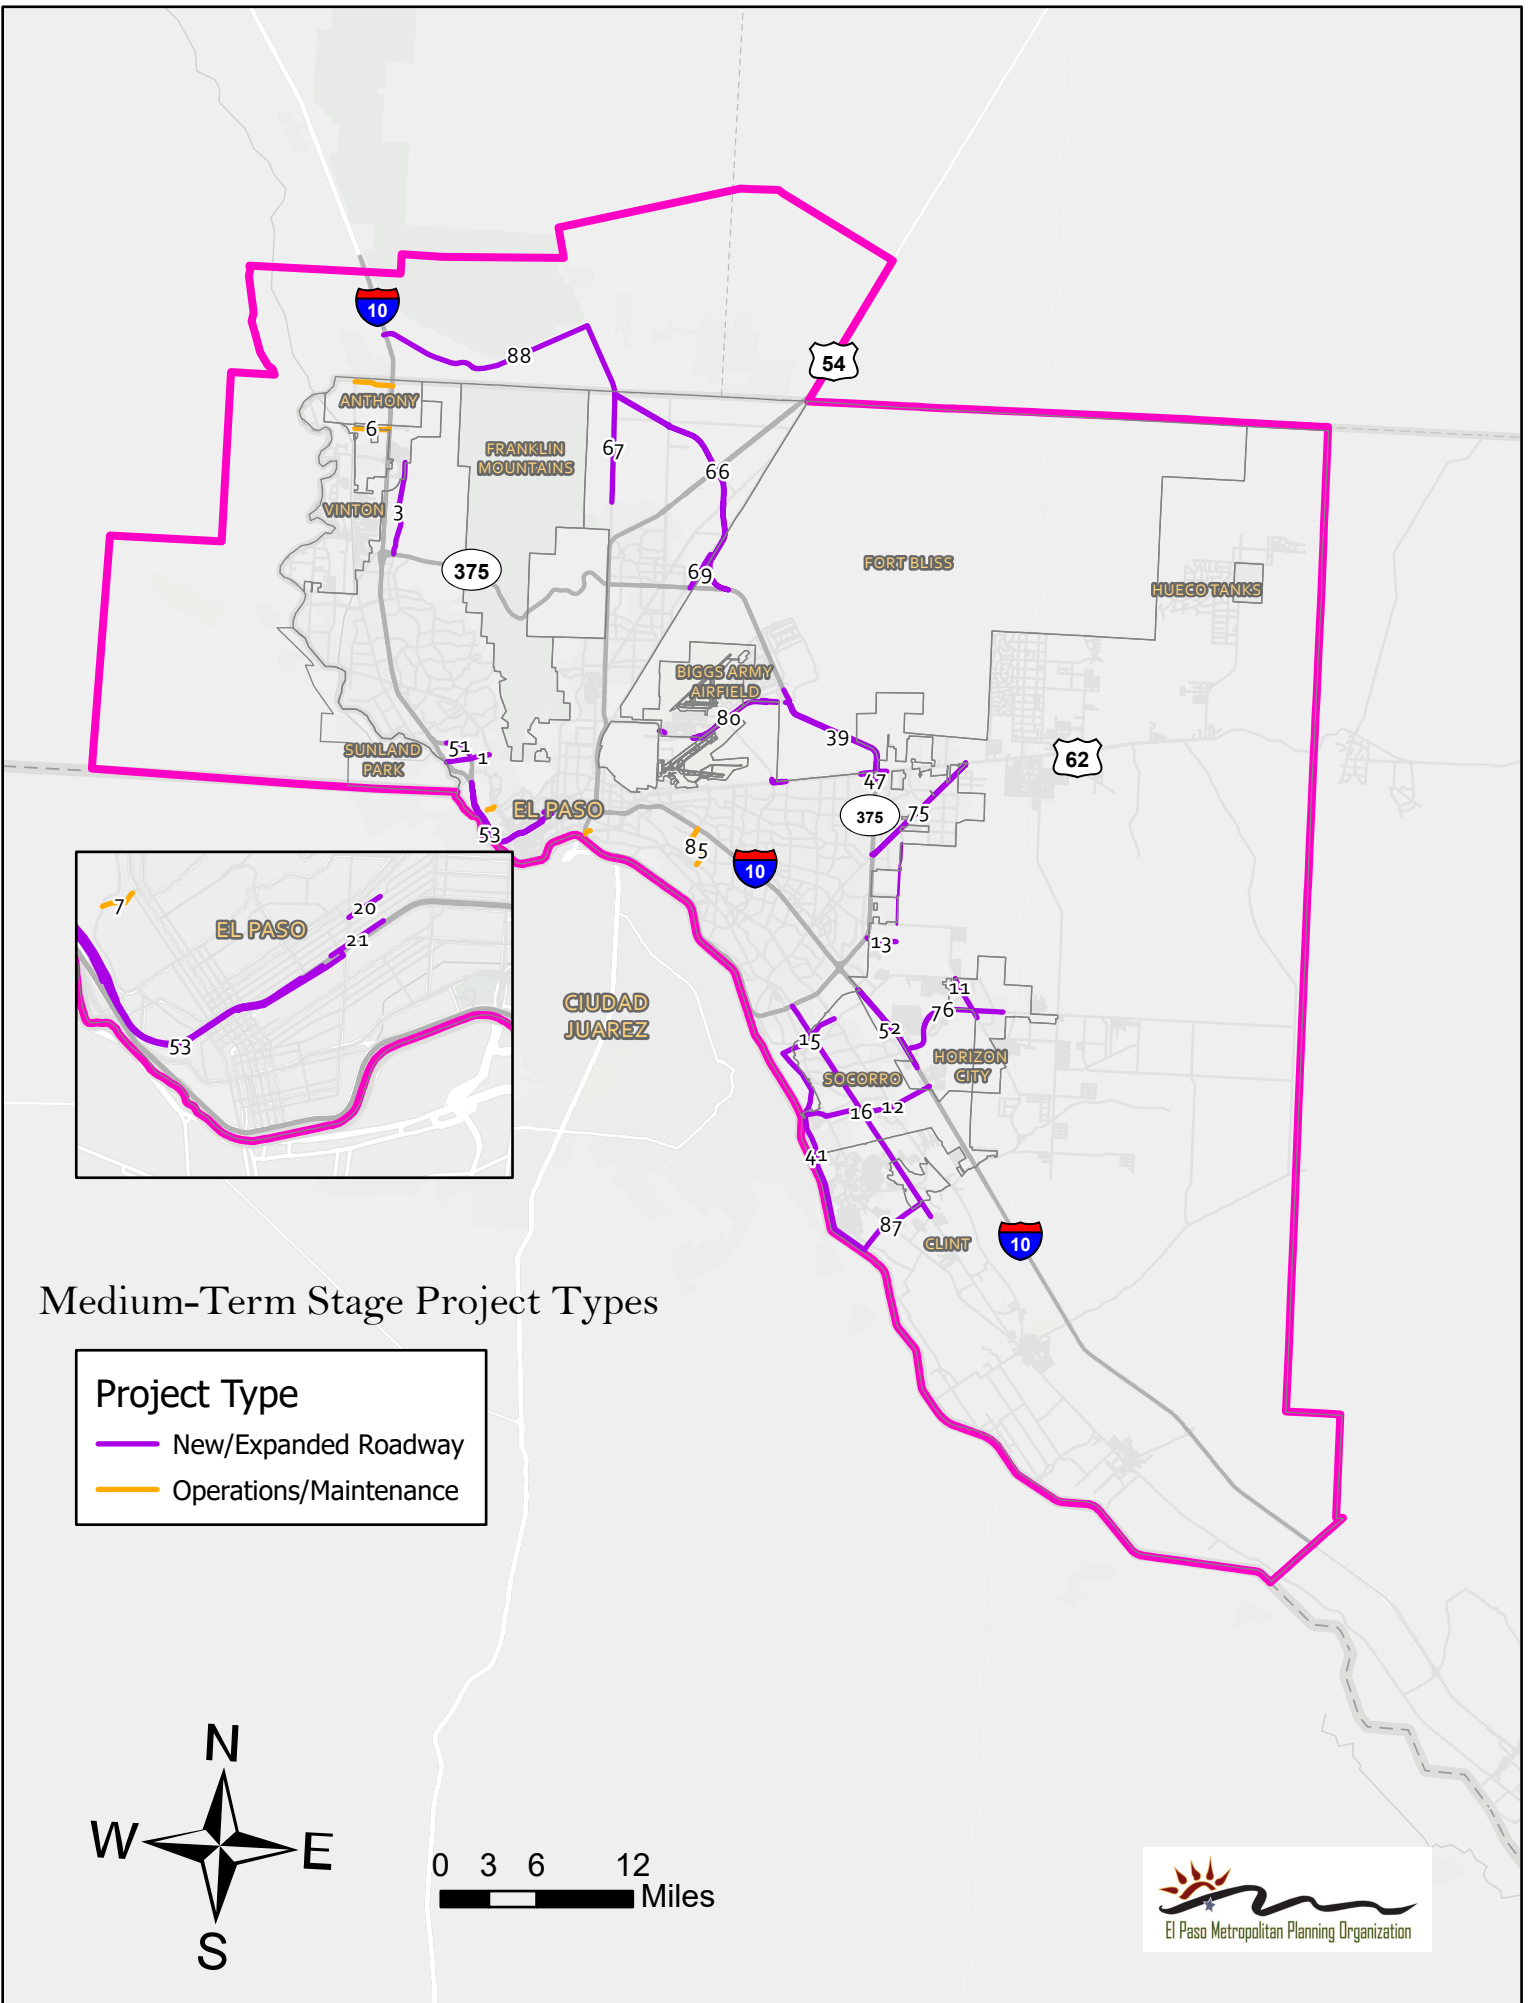 10
88
54
ANTHONY
6
FRANKLIN
MOUNTAINS
67
66
VINTON
3
375
69
FORT BLISS
HUECO TANKS
BIGGS ARMY
AIRFIELD
80
39
SUNLAND
PARK
51
1
62
47
EL PASO
375
75
53
85
10
7
20
EL PASO
21
53
13
CIUDAD
JUAREZ
11
76
52
15
HORIZON
CITY
SOCORRO
16
12
41
87
CLINT
10
Medium-Term Stage Project Types
Project Type
New/Expanded Roadway
Operations/Maintenance
N
W
E
S
0 3 6 12
Miles
El Paso Metropolitan Planning Organization